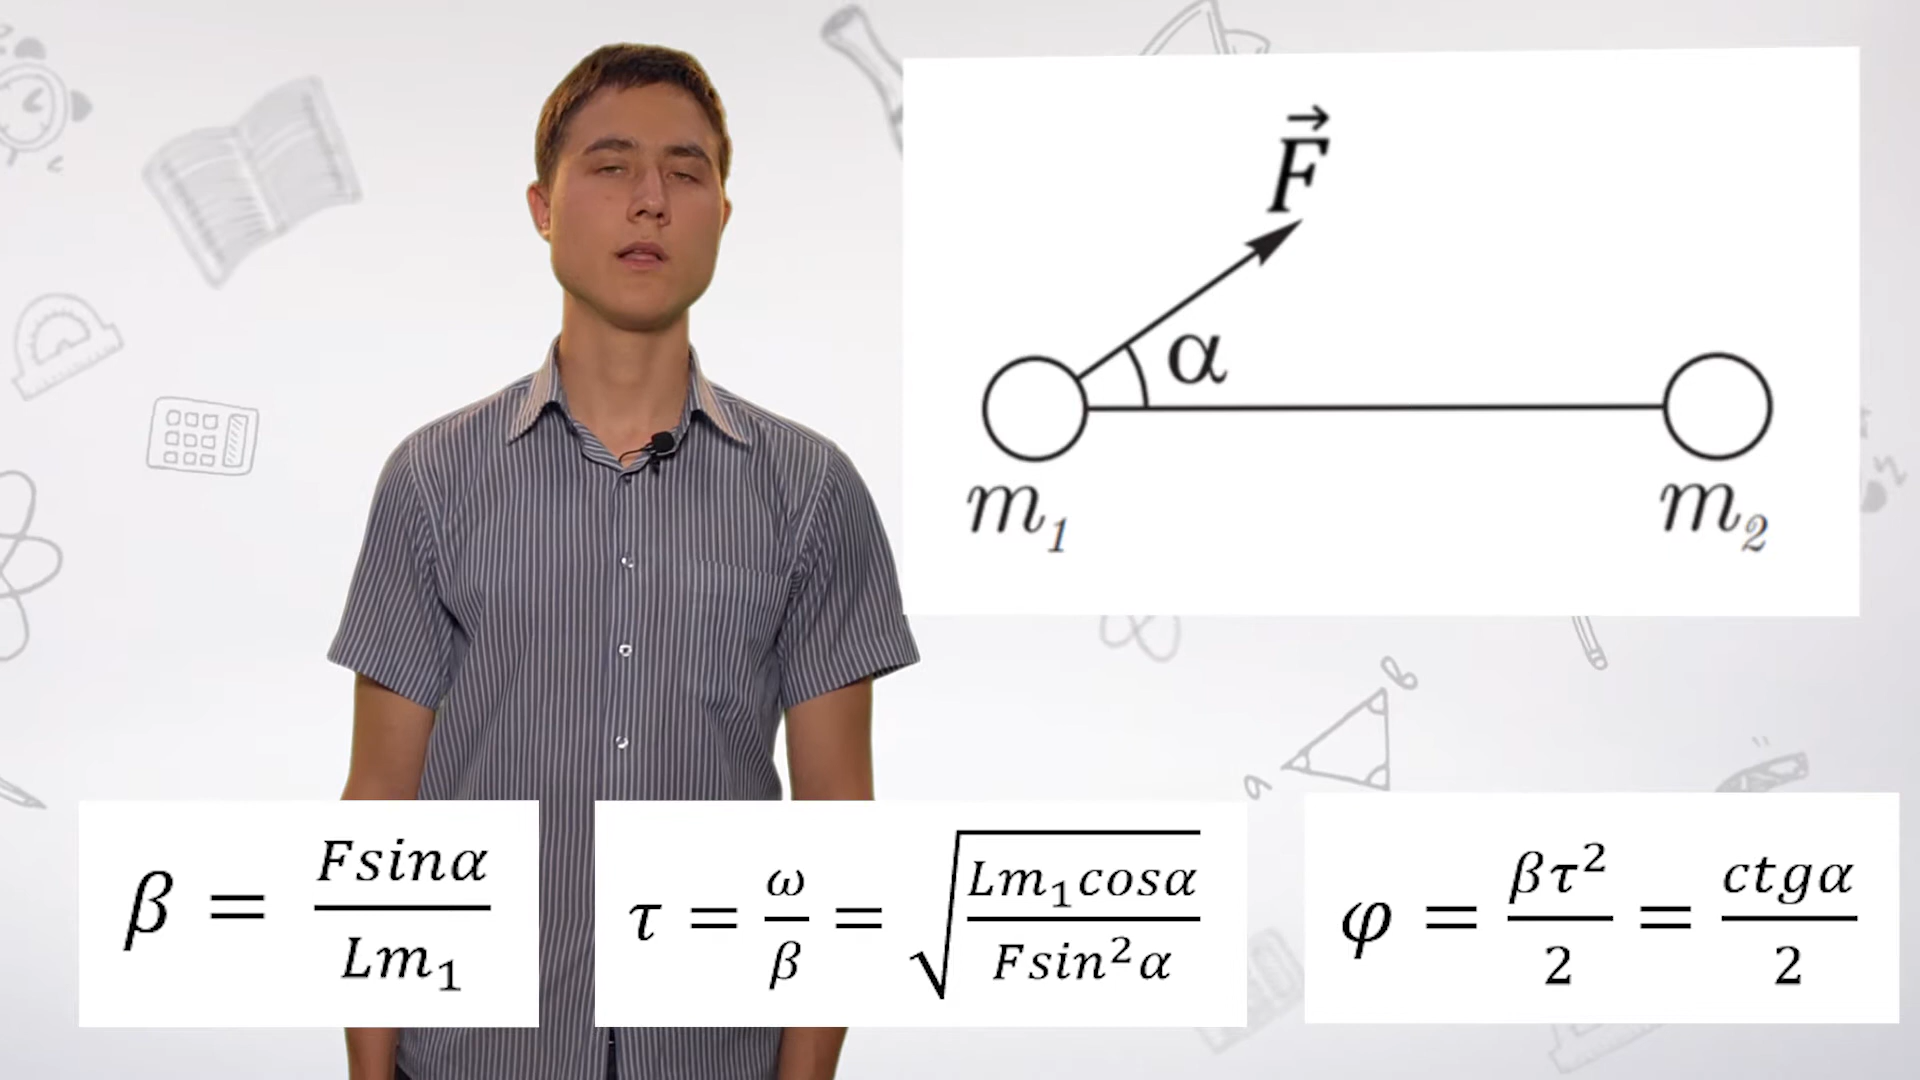 F⃗
α
m₁ m₂
β = Fsinα / Lm₁
τ = ω / β = √(Lm₁cosα / Fsin²α)
φ = βτ² / 2 = ctgα / 2
a
b